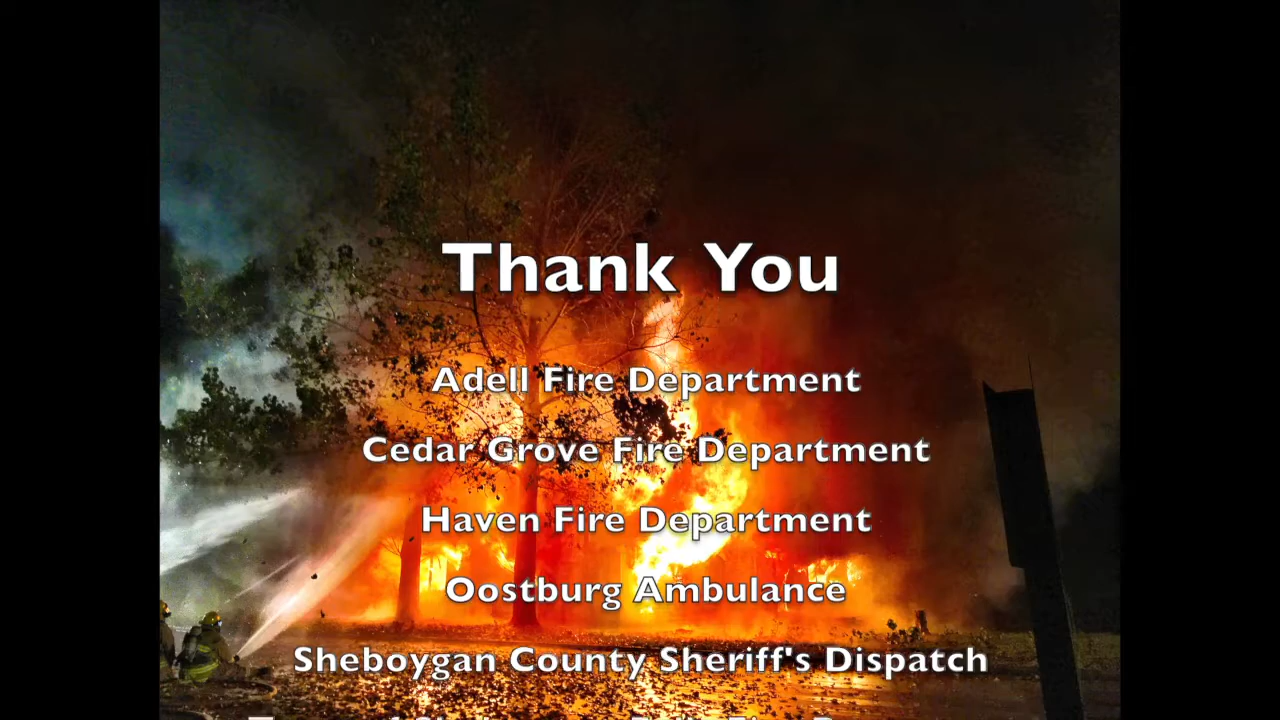 Thank You
Adell Fire Department
Cedar Grove Fire Department
Haven Fire Department
Oostburg Ambulance
Sheboygan County Sheriff's Dispatch